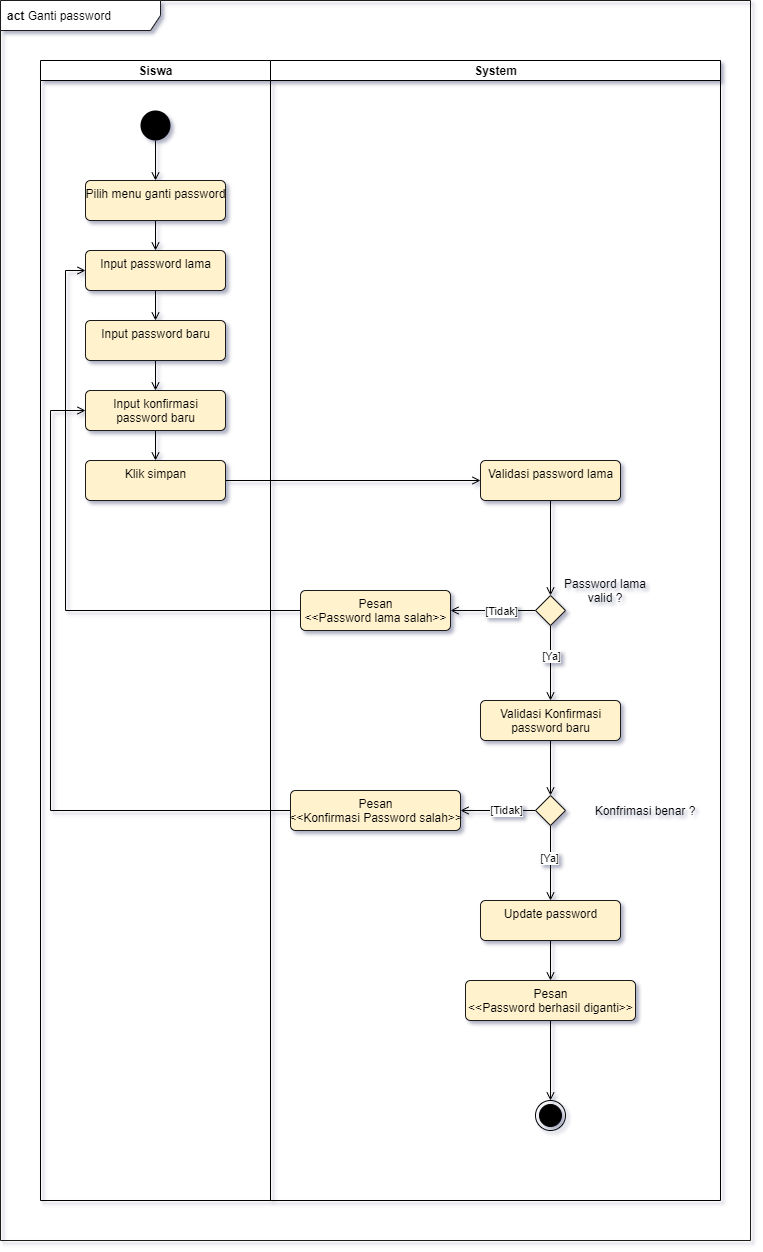 act Ganti password
Siswa
System
Pilih menu ganti password
Input password lama
Input password baru
Input konfirmasi
password baru
Klik simpan
Validasi password lama
Password lama
valid ?
Pesan
<<Password lama salah>>
[Tidak]
[Ya]
Validasi Konfirmasi
password baru
Pesan
<<Konfirmasi Password salah>>
[Tidak]
Konfrimasi benar ?
[Ya]
Update password
Pesan
<<Password berhasil diganti>>